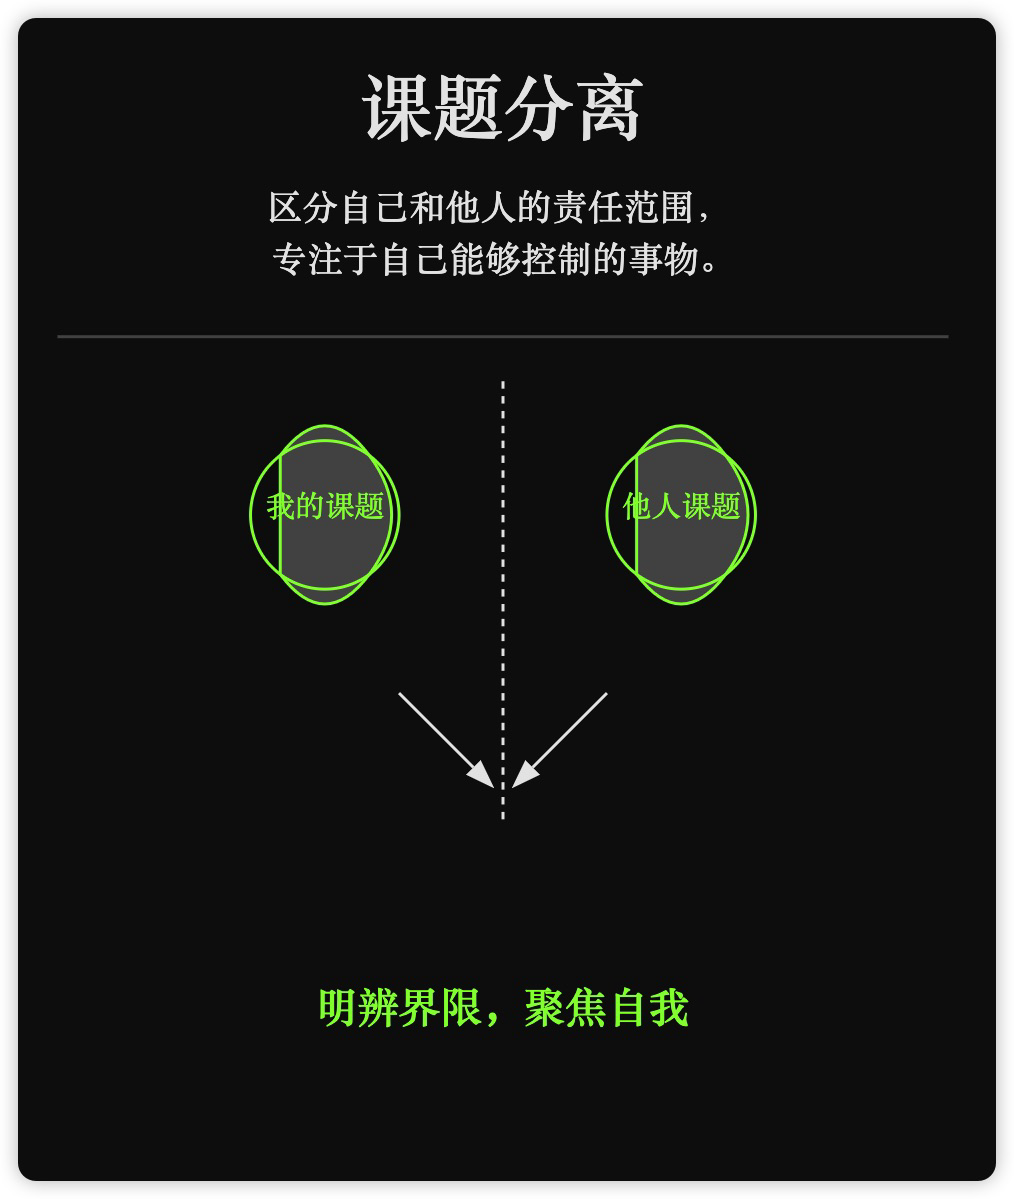 课题分离
区分自己和他人的责任范围，
专注于自己能够控制的事物。
我的课题
他人课题
明辨界限，聚焦自我